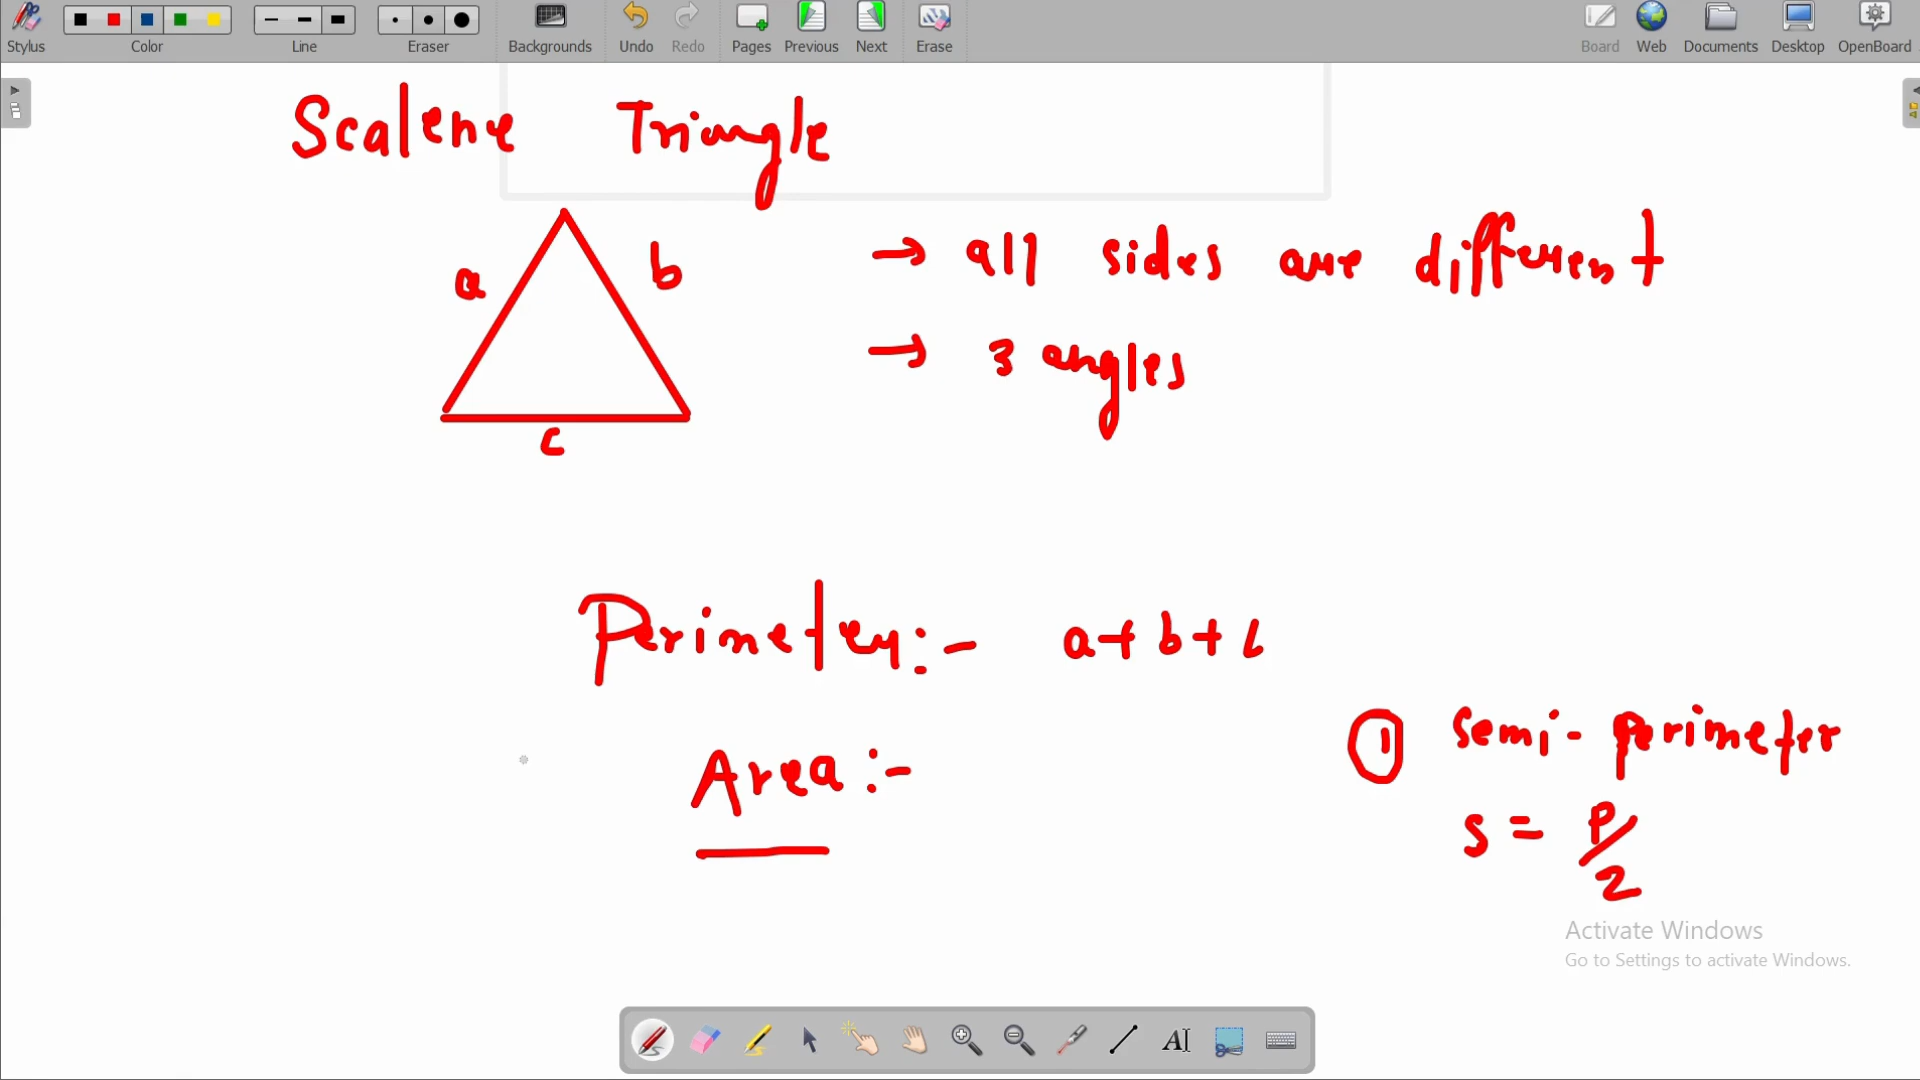 Stylus Color Line Eraser Backgrounds Undo Redo Pages Previous Next Erase Board Web Documents Desktop OpenBoard
Scalene Triangle
a b
c
→ all sides are different
→ 3 angles
Perimeter:- a+b+c
Area:-
① Semi-perimeter
s = P/2
Activate Windows
Go to Settings to activate Windows.
AI